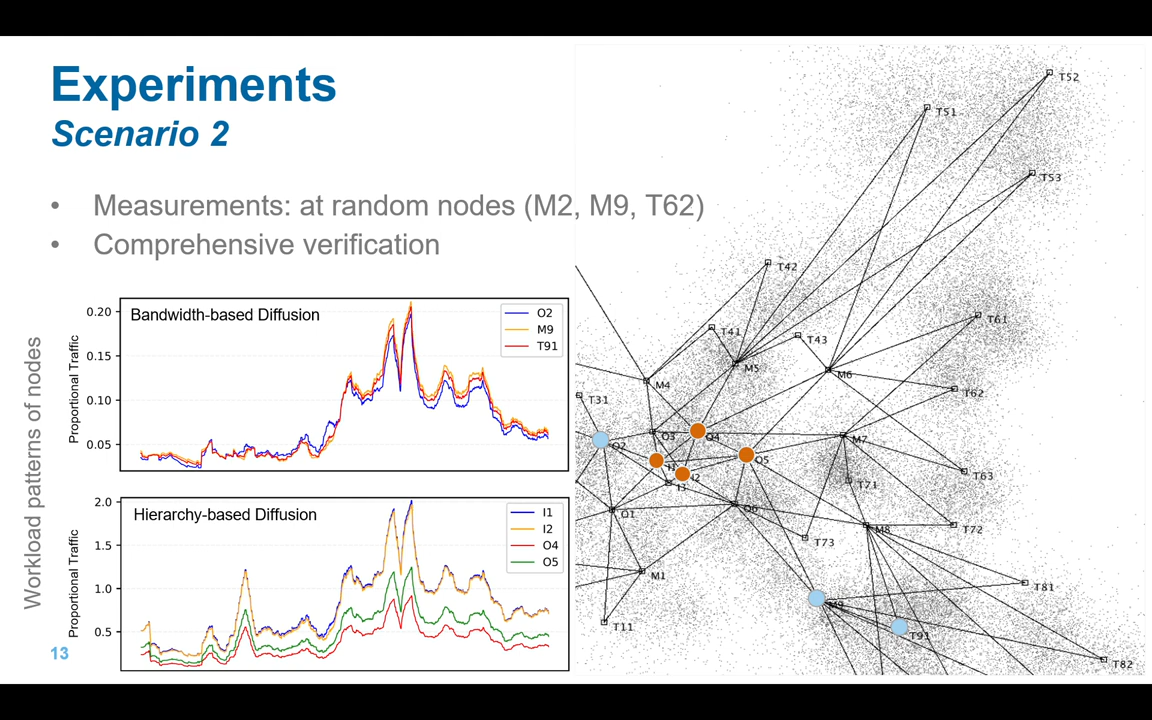 Experiments
Scenario 2
• Measurements: at random nodes (M2, M9, T62)
• Comprehensive verification
Workload patterns of nodes
Proportional Traffic
0.20
0.15
0.10
0.05
Bandwidth-based Diffusion
O2
M9
T91
Proportional Traffic
2.0
1.5
1.0
0.5
Hierarchy-based Diffusion
I1
I2
O4
O5
13
T52
T51
T53
T42
T61
T41
T43
M5
M6
M4
T62
T31
O3
O4
O2
M7
O5
I2
T63
I3
T71
O1
O6
M8
T72
T73
M1
T81
M9
T11
T91
T82